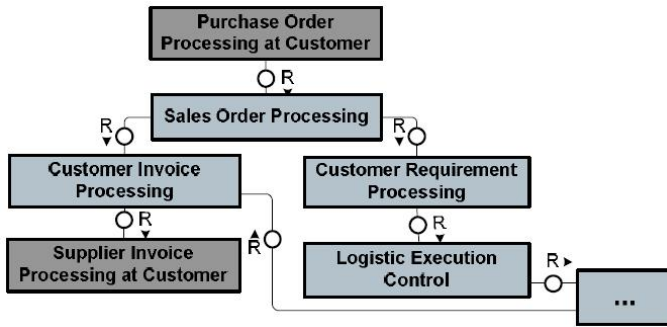 Purchase Order
Processing at Customer
R
Sales Order Processing
R
R
Customer Invoice
Processing
Customer Requirement
Processing
R
R
Supplier Invoice
Processing at Customer
R
Logistic Execution
Control
R
...